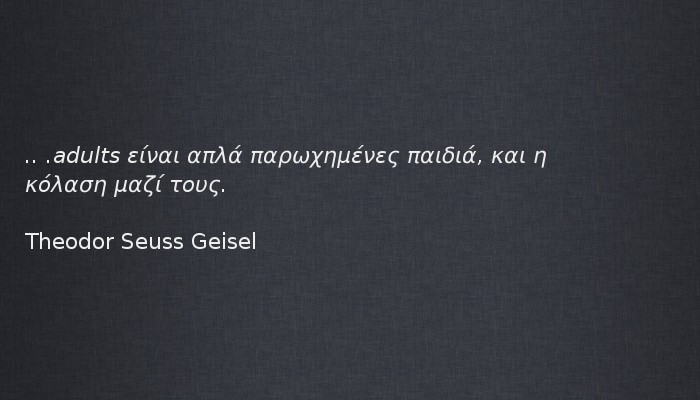 .. .adults είναι απλά παρωχημένες παιδιά, και η
κόλαση μαζί τους.
Theodor Seuss Geisel